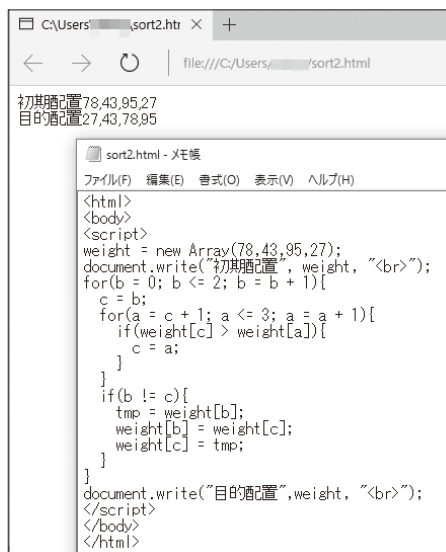 C:\Users\ \sort2.htr × +
file:///C:/Users/ /sort2.html
初期配置78,43,95,27
目的配置27,43,78,95
sort2.html - メモ帳
ファイル(F) 編集(E) 書式(O) 表示(V) ヘルプ(H)
<html>
<body>
<script>
weight = new Array(78,43,95,27);
document.write("初期配置", weight, "<br>");
for(b = 0; b <= 2; b = b + 1){
  c = b;
  for(a = c + 1; a <= 3; a = a + 1){
    if(weight[c] > weight[a]){
      c = a;
    }
  }
  if(b != c){
    tmp = weight[b];
    weight[b] = weight[c];
    weight[c] = tmp;
  }
}
document.write("目的配置",weight, "<br>");
</script>
</body>
</html>